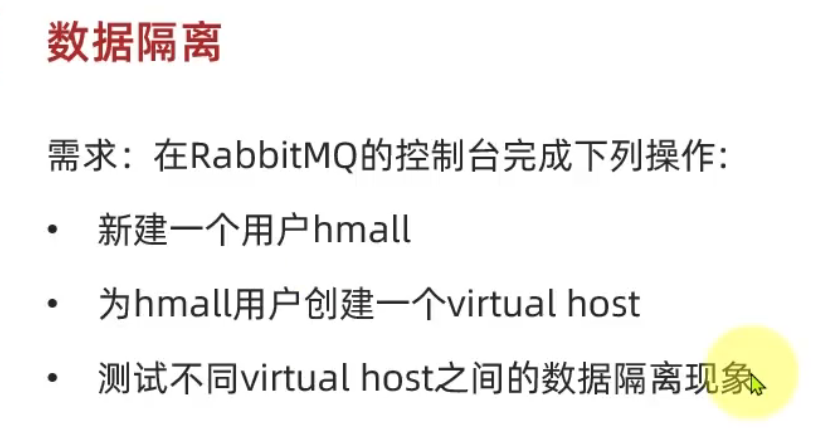 数据隔离
需求：在RabbitMQ的控制台完成下列操作：
• 新建一个用户hmall
• 为hmall用户创建一个virtual host
• 测试不同virtual host之间的数据隔离现象